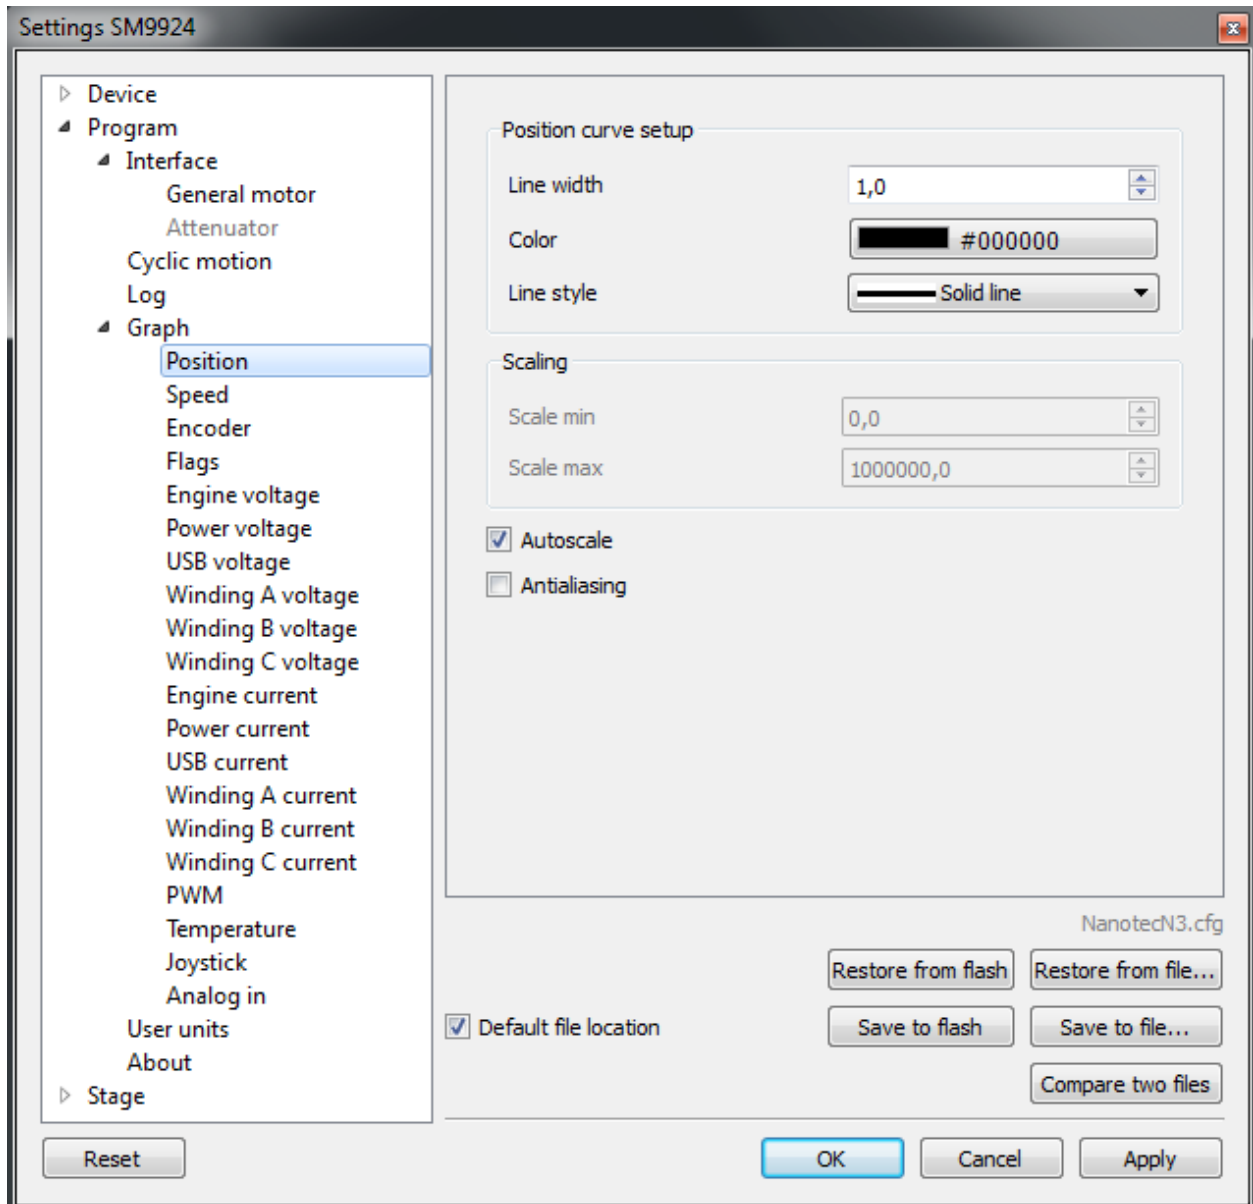 Settings SM9924
Device
Program
Interface
General motor
Attenuator
Cyclic motion
Log
Graph
Position
Speed
Encoder
Flags
Engine voltage
Power voltage
USB voltage
Winding A voltage
Winding B voltage
Winding C voltage
Engine current
Power current
USB current
Winding A current
Winding B current
Winding C current
PWM
Temperature
Joystick
Analog in
User units
About
Stage
Position curve setup
Line width 1,0
Color #000000
Line style Solid line
Scaling
Scale min 0,0
Scale max 1000000,0
Autoscale
Antialiasing
NanotecN3.cfg
Restore from flash Restore from file...
Default file location Save to flash Save to file...
Compare two files
Reset OK Cancel Apply